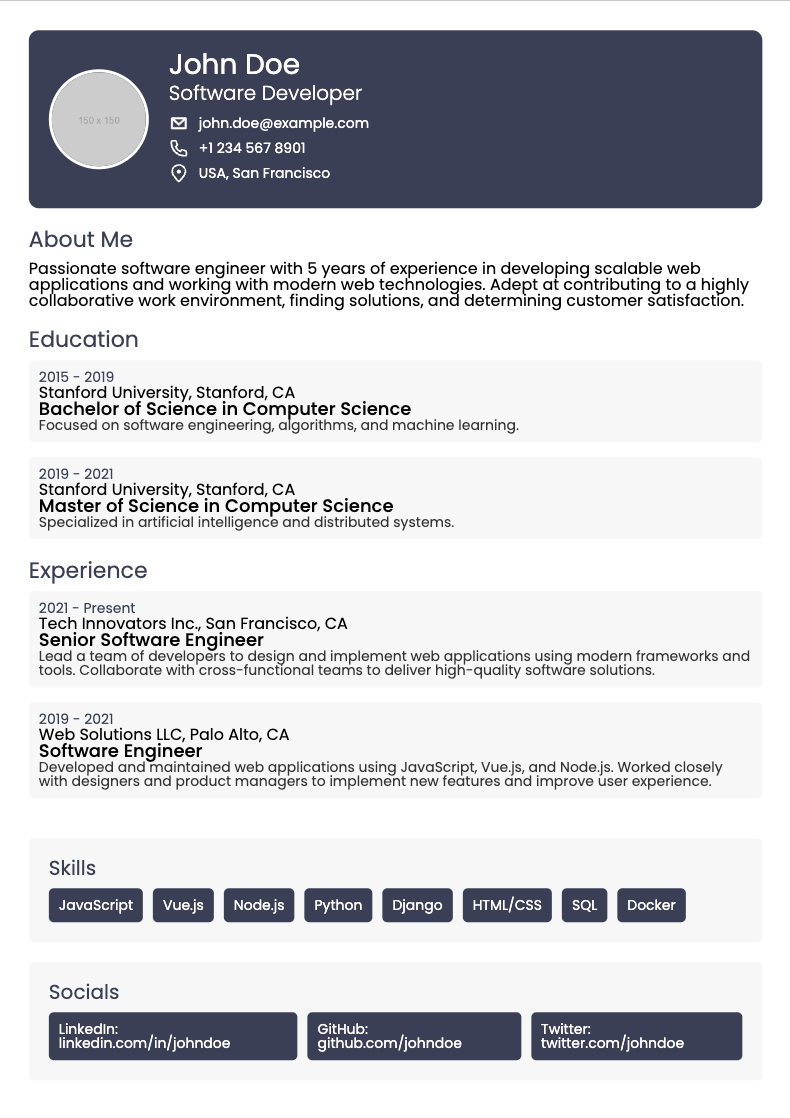 John Doe
Software Developer
150 x 150
john.doe@example.com
+1 234 567 8901
USA, San Francisco
About Me
Passionate software engineer with 5 years of experience in developing scalable web
applications and working with modern web technologies. Adept at contributing to a highly
collaborative work environment, finding solutions, and determining customer satisfaction.
Education
2015 - 2019
Stanford University, Stanford, CA
Bachelor of Science in Computer Science
Focused on software engineering, algorithms, and machine learning.
2019 - 2021
Stanford University, Stanford, CA
Master of Science in Computer Science
Specialized in artificial intelligence and distributed systems.
Experience
2021 - Present
Tech Innovators Inc., San Francisco, CA
Senior Software Engineer
Lead a team of developers to design and implement web applications using modern frameworks and
tools. Collaborate with cross-functional teams to deliver high-quality software solutions.
2019 - 2021
Web Solutions LLC, Palo Alto, CA
Software Engineer
Developed and maintained web applications using JavaScript, Vue.js, and Node.js. Worked closely
with designers and product managers to implement new features and improve user experience.
Skills
JavaScript Vue.js Node.js Python Django HTML/CSS SQL Docker
Socials
LinkedIn:
linkedin.com/in/johndoe
GitHub:
github.com/johndoe
Twitter:
twitter.com/johndoe